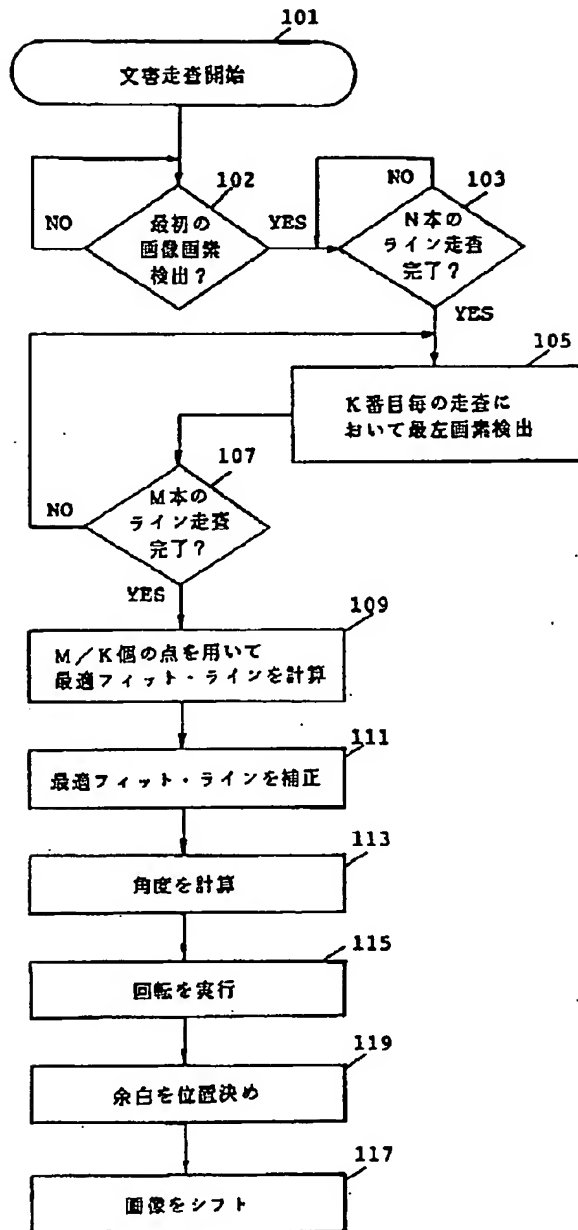 101
文審走査開始
102
103
NO
最初の
画像画素
検出?
YES
NO
N本の
ライン走査
完了?
YES
105
K番目毎の走査に
おいて最左画素検出
107
NO
M本の
ライン走査
完了?
YES
109
M/K個の点を用いて
最適フィット・ラインを計算
111
最適フィット・ラインを補正
113
角度を計算
115
回転を実行
119
余白を位置決め
117
画像をシフト